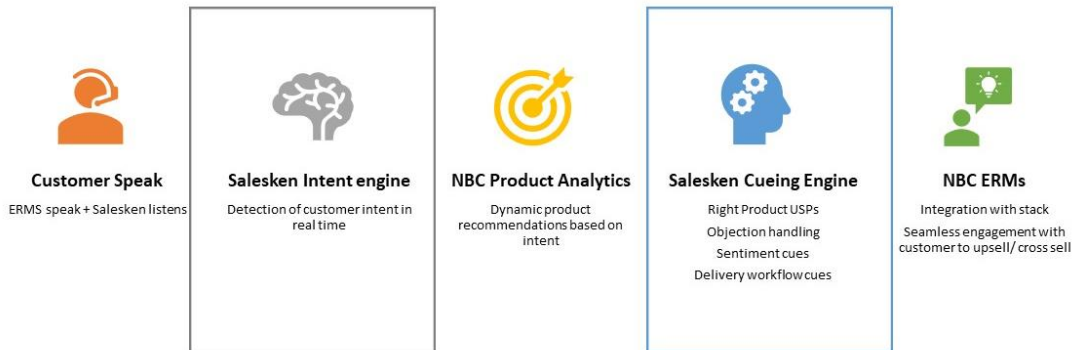 Customer Speak
ERMS speak + Salesken listens
Salesken Intent engine
Detection of customer intent in
real time
NBC Product Analytics
Dynamic product
recommendations based on
intent
Salesken Cueing Engine
Right Product USPs
Objection handling
Sentiment cues
Delivery workflow cues
NBC ERMs
Integration with stack
Seamless engagement with
customer to upsell/ cross sell